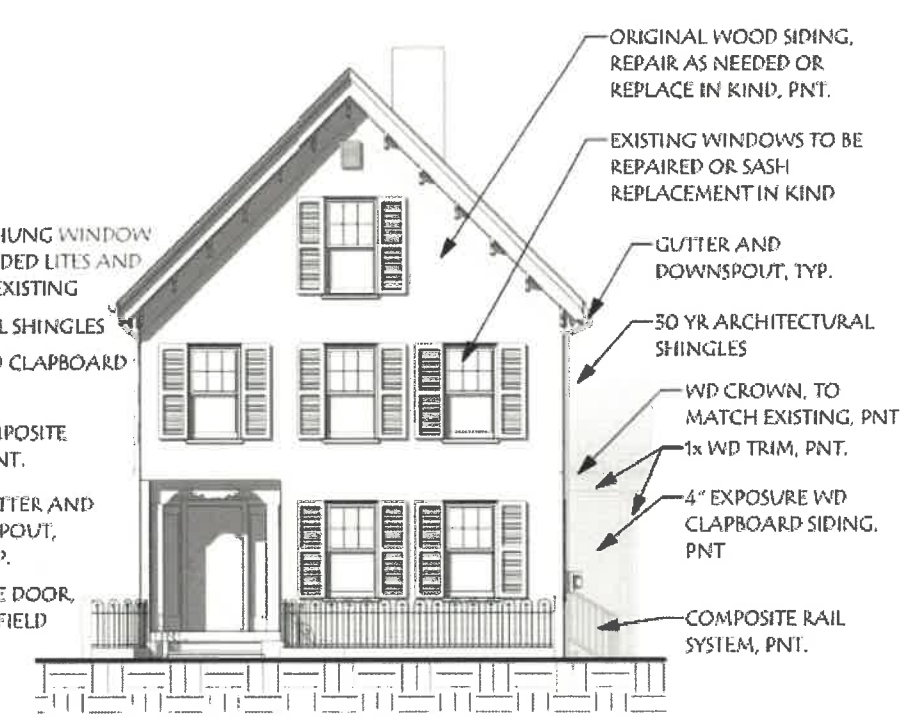 ORIGINAL WOOD SIDING,
REPAIR AS NEEDED OR
REPLACE IN KIND, PNT.
EXISTING WINDOWS TO BE
REPAIRED OR SASH
REPLACEMENT IN KIND
GUTTER AND
DOWNSPOUT, TYP.
30 YR ARCHITECTURAL
SHINGLES
WD CROWN, TO
MATCH EXISTING, PNT
1x WD TRIM, PNT.
4" EXPOSURE WD
CLAPBOARD SIDING,
PNT
COMPOSITE RAIL
SYSTEM, PNT.
HUNG WINDOW
DED LITES AND
EXISTING
L SHINGLES
CLAPBOARD
POSITE
NT.
TTER AND
POUT,
P.
E DOOR,
FIELD